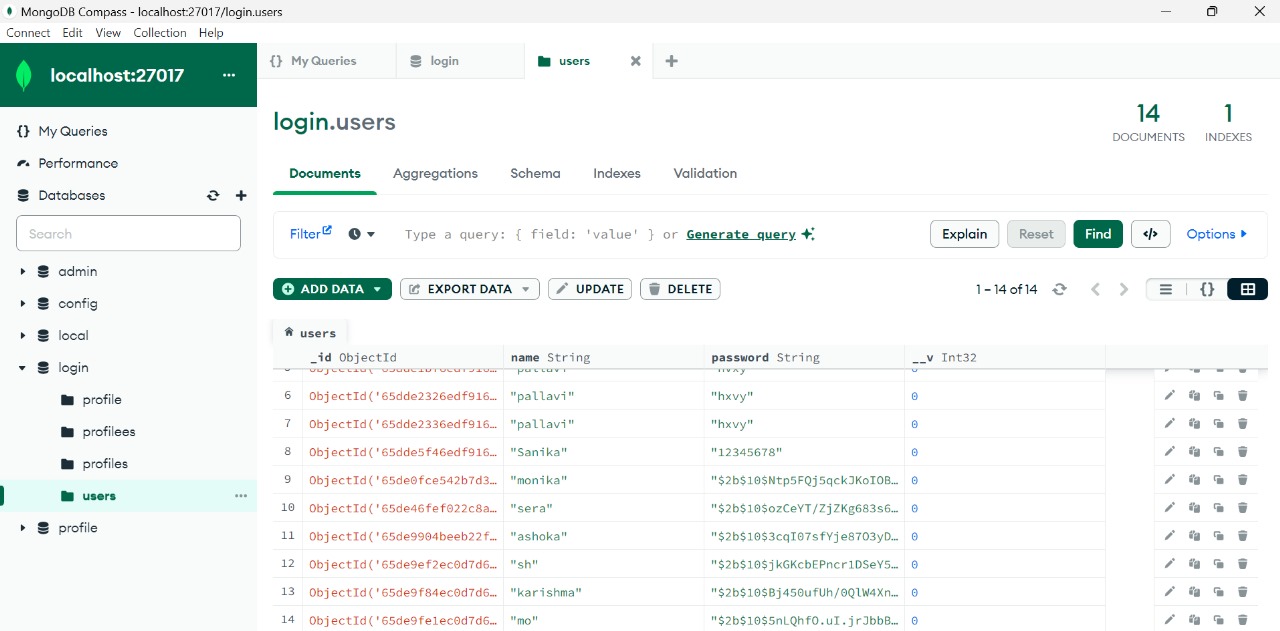 MongoDB Compass - localhost:27017/login.users
Connect Edit View Collection Help
localhost:27017 ...
{} My Queries
login
users
My Queries
Performance
Databases
Search
admin
config
local
login
profile
profilees
profiles
users ...
profile
login.users
14 DOCUMENTS
1 INDEXES
Documents Aggregations Schema Indexes Validation
Filter Type a query: { field: 'value' } or Generate query Explain Reset Find </> Options
ADD DATA EXPORT DATA UPDATE DELETE 1 – 14 of 14 {}
users
_id ObjectId name String password String __v Int32
"pallavi" "hxvy" 0
6 ObjectId('65dde2326edf916… "pallavi" "hxvy" 0
7 ObjectId('65dde2336edf916… "pallavi" "hxvy" 0
8 ObjectId('65dde5f46edf916… "Sanika" "12345678" 0
9 ObjectId('65de0fce542b7d3… "monika" "$2b$10$Ntp5FQj5qckJKoIOB… 0
10 ObjectId('65de46fef022c8a… "sera" "$2b$10$ozCeYT/ZjZKg683s6… 0
11 ObjectId('65de9904beeb22f… "ashoka" "$2b$10$3cqI07sfYje87O3yD… 0
12 ObjectId('65de9ef2ec0d7d6… "sh" "$2b$10$jkGKcbEPncr1DSeY5… 0
13 ObjectId('65de9f84ec0d7d6… "karishma" "$2b$10$Bj450ufUh/0QlW4Xn… 0
14 ObjectId('65de9fe1ec0d7d6… "mo" "$2b$10$5nLQhfO.uI.jrJbbB… 0